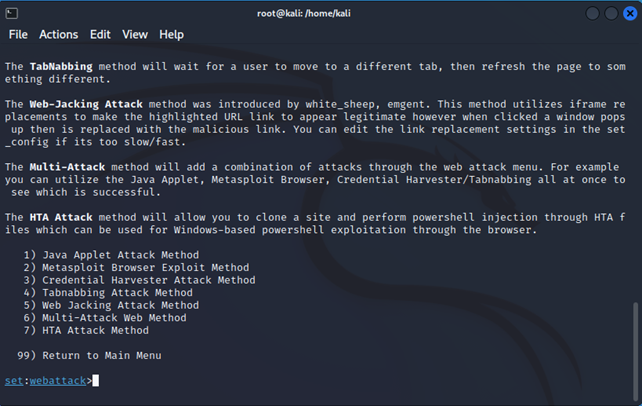 root@kali: /home/kali
File Actions Edit View Help
The TabNabbing method will wait for a user to move to a different tab, then refresh the page to som
ething different.
The Web-Jacking Attack method was introduced by white_sheep, emgent. This method utilizes iframe re
placements to make the highlighted URL link to appear legitimate however when clicked a window pops
up then is replaced with the malicious link. You can edit the link replacement settings in the set
_config if its too slow/fast.
The Multi-Attack method will add a combination of attacks through the web attack menu. For example
you can utilize the Java Applet, Metasploit Browser, Credential Harvester/Tabnabbing all at once to
see which is successful.
The HTA Attack method will allow you to clone a site and perform powershell injection through HTA f
iles which can be used for Windows-based powershell exploitation through the browser.
1) Java Applet Attack Method
2) Metasploit Browser Exploit Method
3) Credential Harvester Attack Method
4) Tabnabbing Attack Method
5) Web Jacking Attack Method
6) Multi-Attack Web Method
7) HTA Attack Method
99) Return to Main Menu
set:webattack>